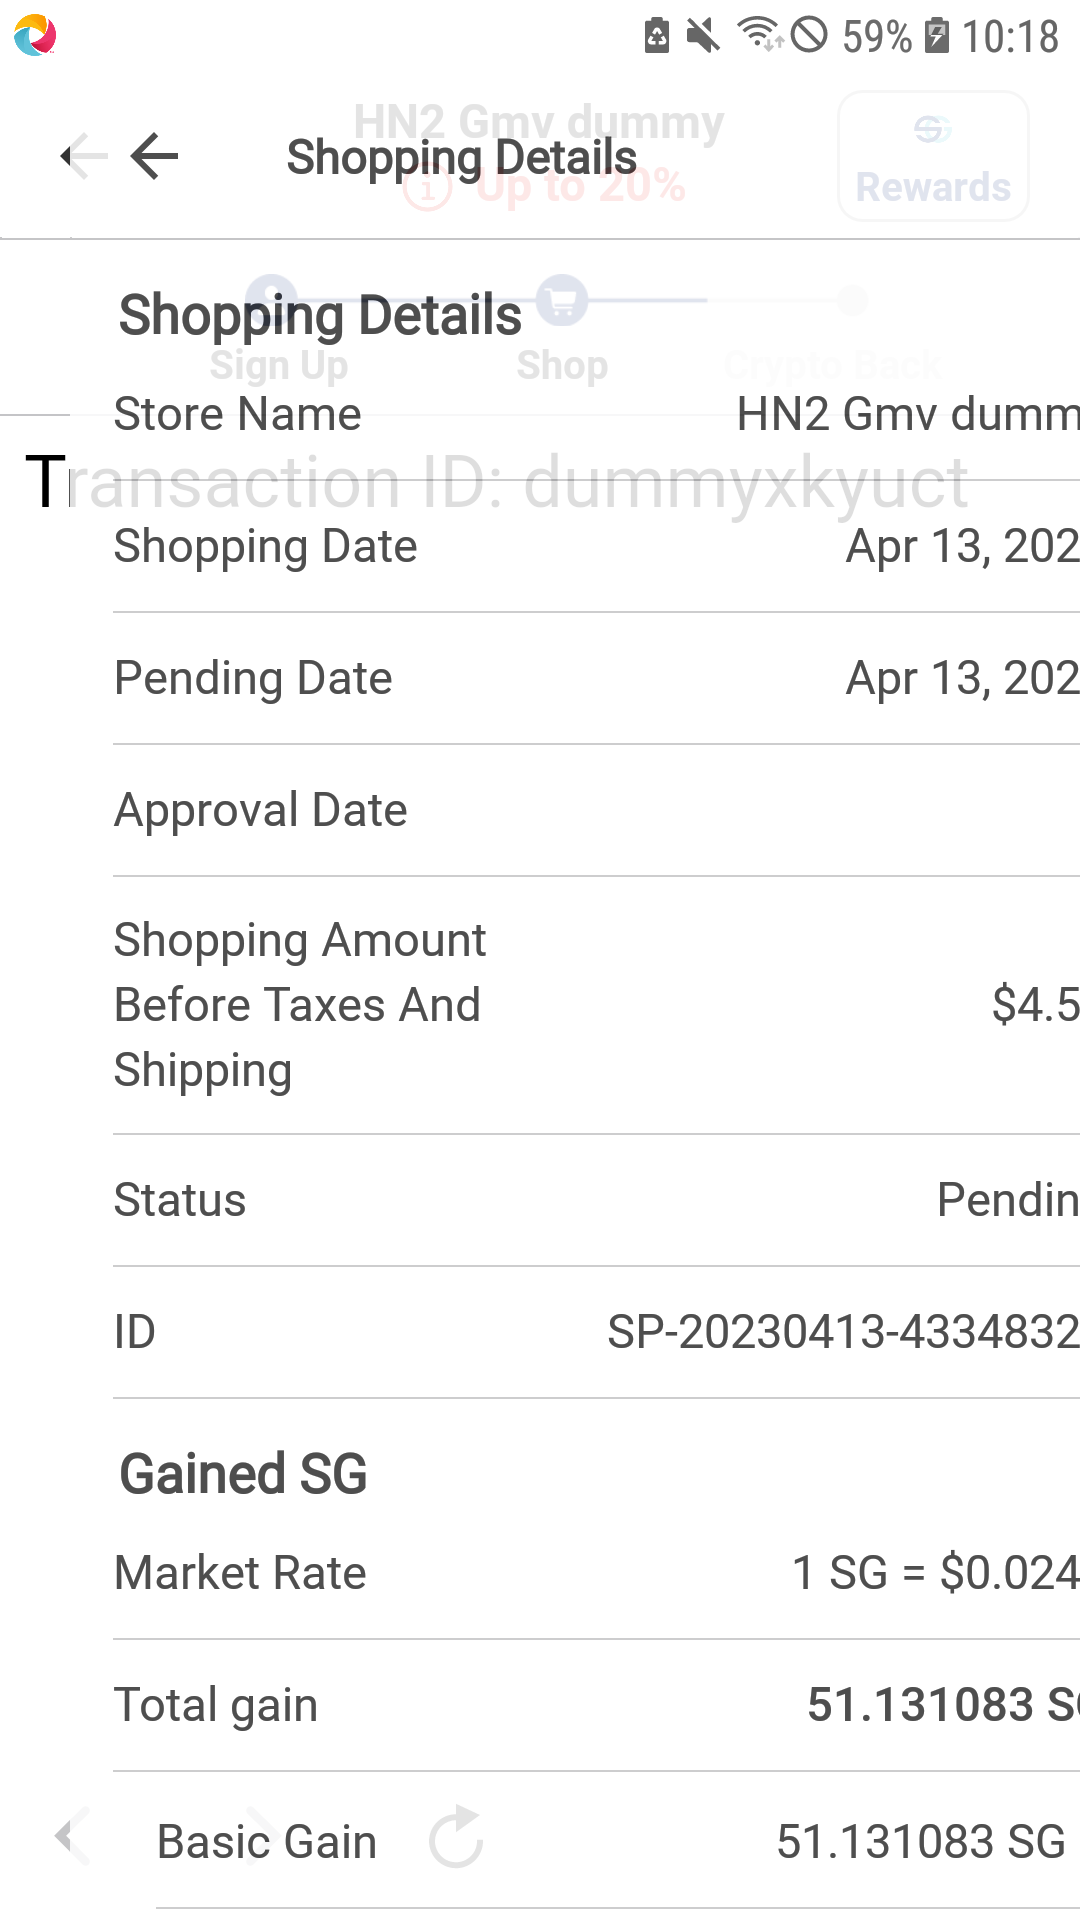 59% 10:18
HN2 Gmv dummy
Shopping Details
Up to 20%
Rewards
Shopping Details
Sign Up Shop Crypto Back
Store Name HN2 Gmv dumm
Transaction ID: dummyxkyuct
Shopping Date Apr 13, 202
Pending Date Apr 13, 202
Approval Date
Shopping Amount
Before Taxes And $4.5
Shipping
Status Pendin
ID SP-20230413-4334832
Gained SG
Market Rate 1 SG = $0.024
Total gain 51.131083 SG
Basic Gain 51.131083 SG